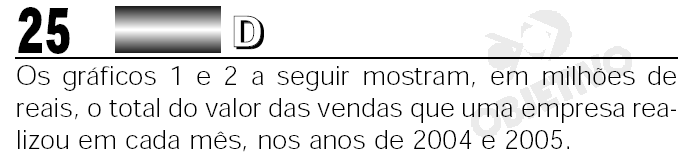 25 D
Os gráficos 1 e 2 a seguir mostram, em milhões de
reais, o total do valor das vendas que uma empresa rea-
lizou em cada mês, nos anos de 2004 e 2005.
OBJETIVO